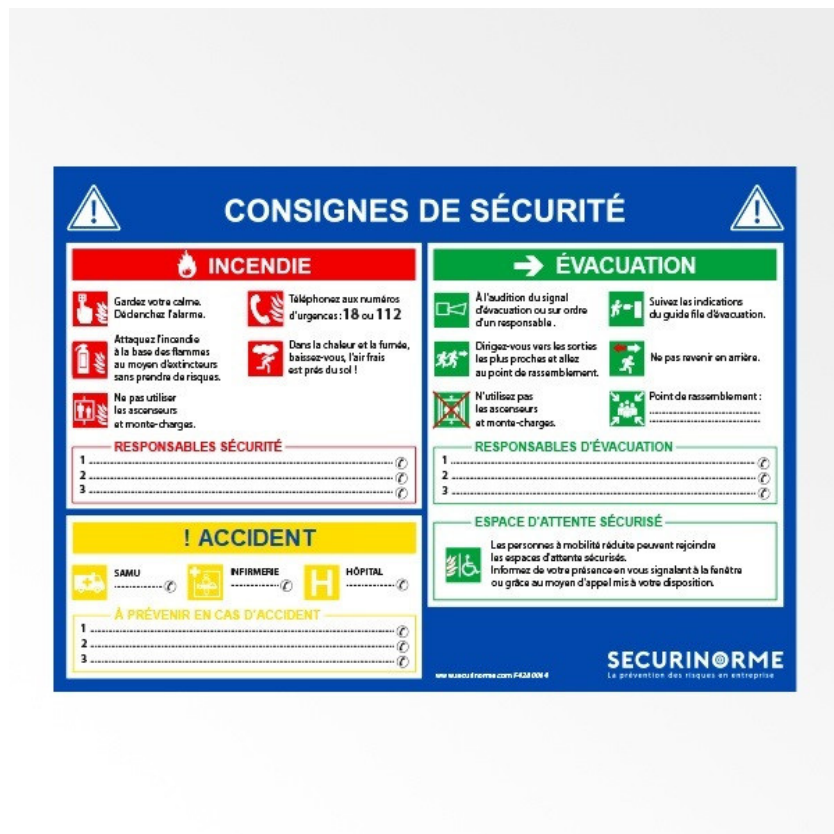 CONSIGNES DE SÉCURITÉ
INCENDIE
Gardez votre calme.
Déclenchez l'alarme.
Téléphonez aux numéros
d'urgences : 18 ou 112
Attaquez l'incendie
à la base des flammes
au moyen d'extincteurs
sans prendre de risques.
Dans la chaleur et la fumée,
baissez-vous, l'air frais
est prés du sol !
Ne pas utiliser
les ascenseurs
et monte-charges.
RESPONSABLES SÉCURITÉ
1
2
3
! ACCIDENT
SAMU
INFIRMERIE
HÔPITAL
H
À PRÉVENIR EN CAS D'ACCIDENT
1
2
3
ÉVACUATION
À l'audition du signal
d'évacuation ou sur ordre
d'un responsable.
Suivez les indications
du guide file d'évacuation.
Dirigez-vous vers les sorties
les plus proches et allez
au point de rassemblement.
Ne pas revenir en arrière.
N'utilisez pas
les ascenseurs
et monte-charges.
Point de rassemblement :
RESPONSABLES D'ÉVACUATION
1
2
3
ESPACE D'ATTENTE SÉCURISÉ
Les personnes à mobilité réduite peuvent rejoindre
les espaces d'attente sécurisés.
Informez de votre présence en vous signalant à la fenêtre
ou grâce au moyen d'appel mis à votre disposition.
www.securinorme.com
SECURINORME
La prévention des risques en entreprise